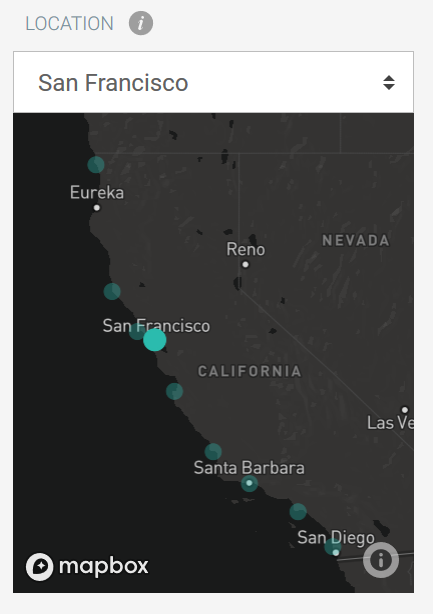 LOCATION i
San Francisco
Eureka
Reno
NEVADA
San Francisco
CALIFORNIA
Las Ve
Santa Barbara
San Diego
mapbox
i